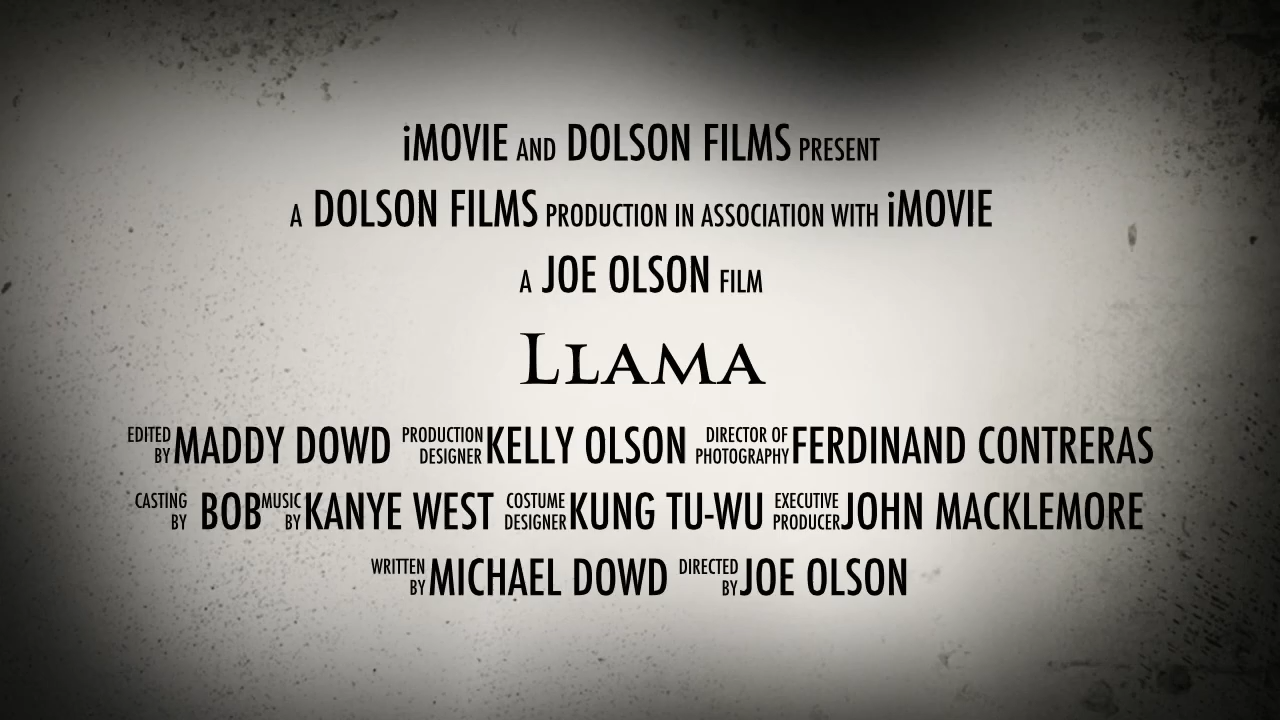 iMOVIE AND DOLSON FILMS PRESENT
A DOLSON FILMS PRODUCTION IN ASSOCIATION WITH iMOVIE
A JOE OLSON FILM
LLAMA
EDITED BY MADDY DOWD PRODUCTION DESIGNER KELLY OLSON DIRECTOR OF PHOTOGRAPHY FERDINAND CONTRERAS
CASTING BY BOB MUSIC BY KANYE WEST COSTUME DESIGNER KUNG TU-WU EXECUTIVE PRODUCER JOHN MACKLEMORE
WRITTEN BY MICHAEL DOWD DIRECTED BY JOE OLSON